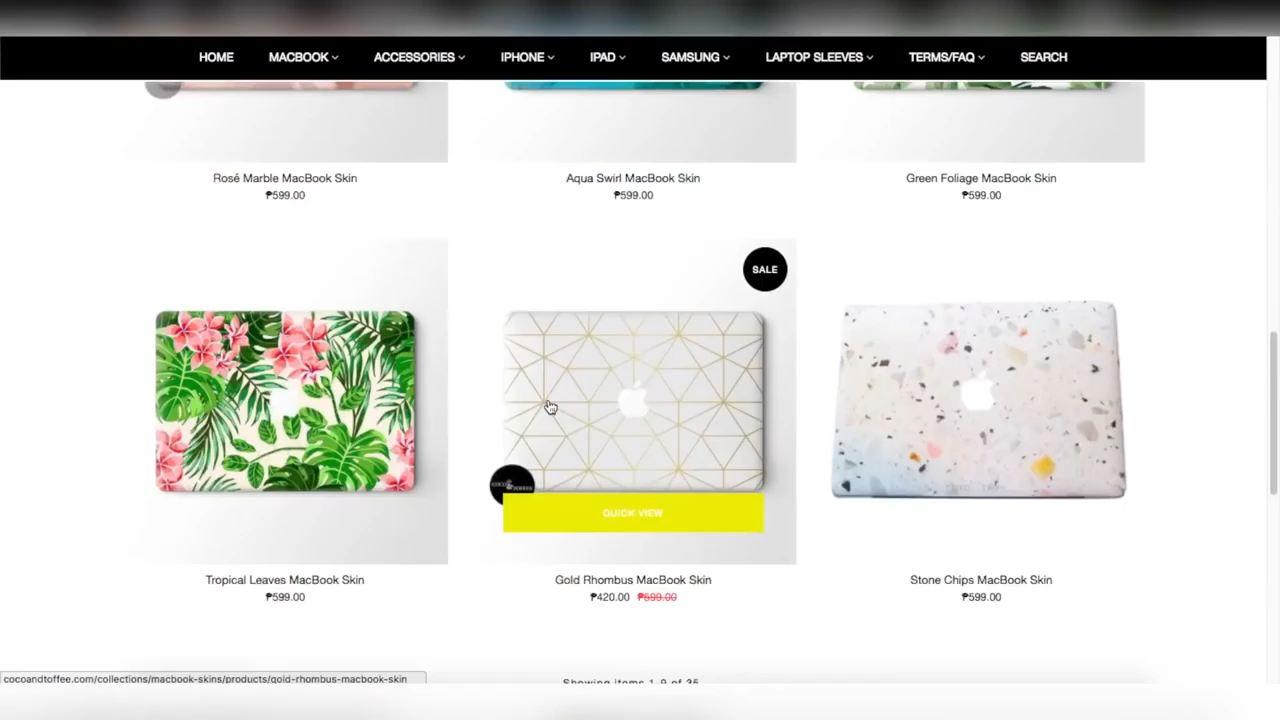 HOME MACBOOK ACCESSORIES IPHONE IPAD SAMSUNG LAPTOP SLEEVES TERMS/FAQ SEARCH
Rosé Marble MacBook Skin
₱599.00
Aqua Swirl MacBook Skin
₱599.00
Green Foliage MacBook Skin
₱599.00
SALE
QUICK VIEW
Tropical Leaves MacBook Skin
₱599.00
Gold Rhombus MacBook Skin
₱420.00 ₱599.00
Stone Chips MacBook Skin
₱599.00
Showing items 1-9 of 35
cocoandtoffee.com/collections/macbook-skins/products/gold-rhombus-macbook-skin